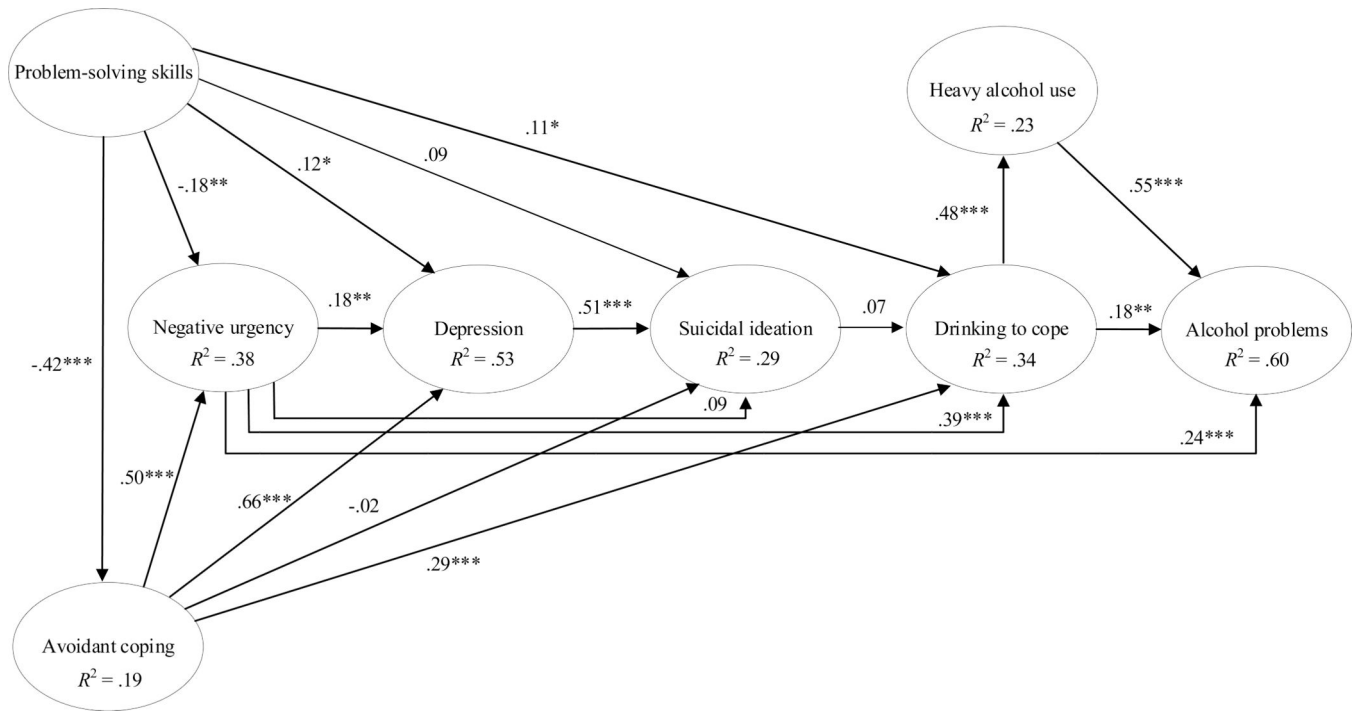 Problem-solving skills
Heavy alcohol use
R² = .23
.11*
.09
.12*
-.18**
.48***
.55***
Negative urgency
R² = .38
.18**
Depression
R² = .53
.51***
Suicidal ideation
R² = .29
.07
Drinking to cope
R² = .34
.18**
Alcohol problems
R² = .60
-.42***
.09
.39***
.24***
.50***
.66***
-.02
.29***
Avoidant coping
R² = .19